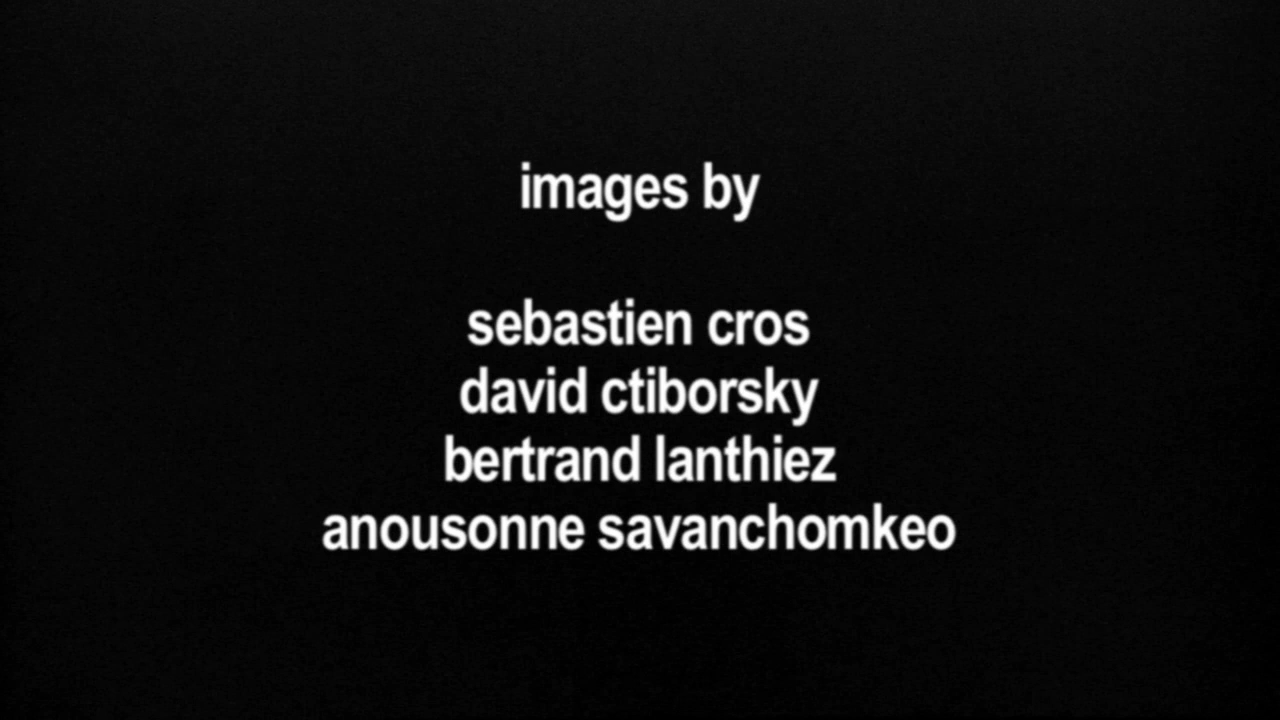 images by
sebastien cros
david ctiborsky
bertrand lanthiez
anousonne savanchomkeo